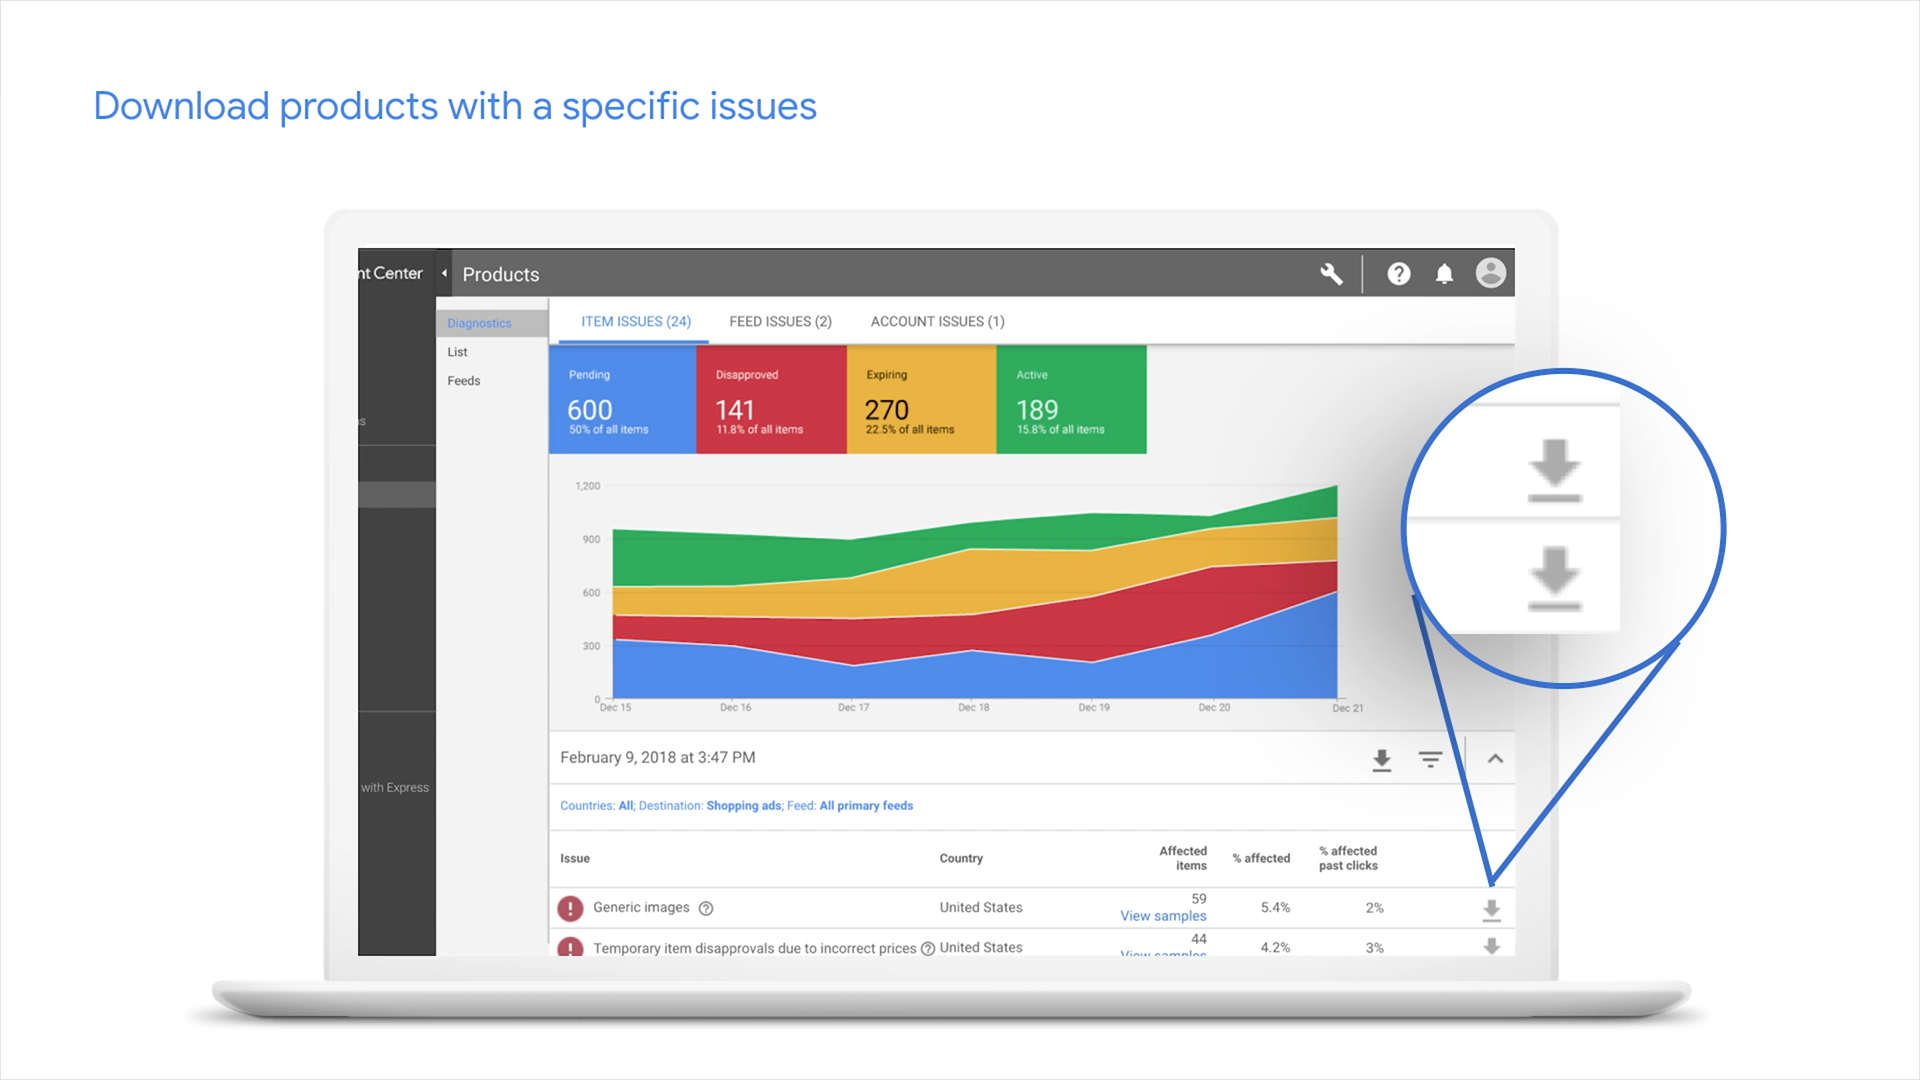 Download products with a specific issues
nt Center
Products
Diagnostics
List
Feeds
with Express
ITEM ISSUES (24)
FEED ISSUES (2)
ACCOUNT ISSUES (1)
Pending
600
50% of all items
Disapproved
141
11.8% of all items
Expiring
270
22.5% of all items
Active
189
15.8% of all items
1,200
900
600
300
0
Dec 15
Dec 16
Dec 17
Dec 18
Dec 19
Dec 20
Dec 21
February 9, 2018 at 3:47 PM
Countries: All; Destination: Shopping ads; Feed: All primary feeds
Issue
Country
Affected
items
% affected
% affected
past clicks
Generic images
United States
59
View samples
5.4%
2%
Temporary item disapprovals due to incorrect prices
United States
44
View samples
4.2%
3%